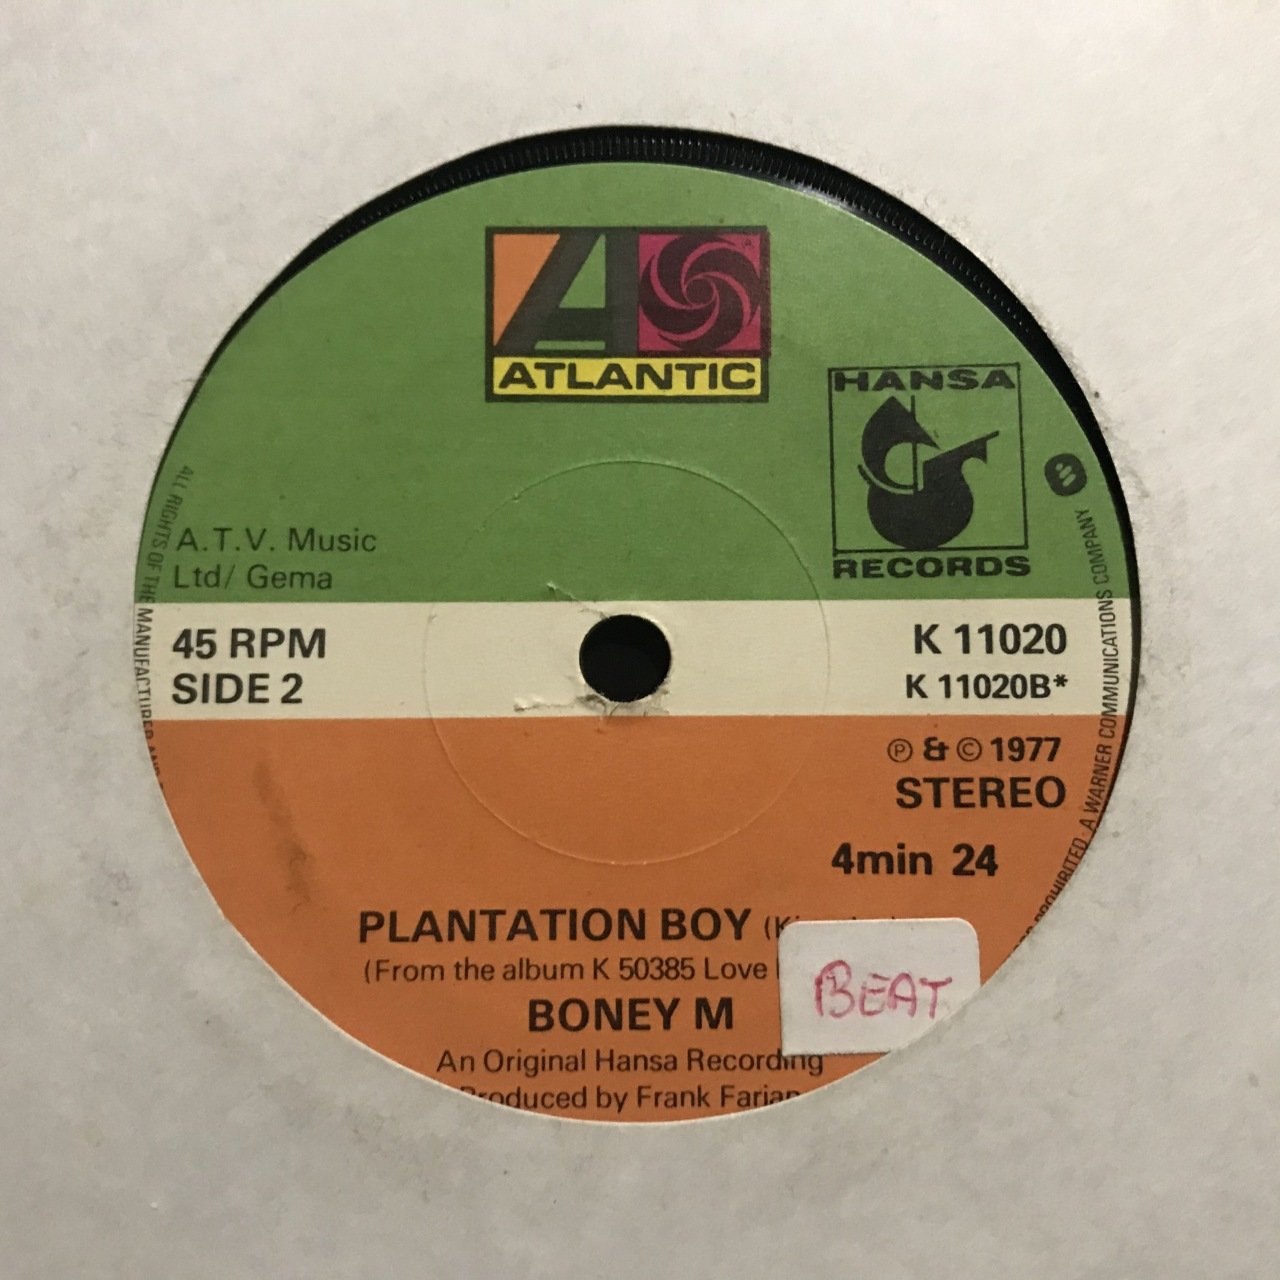 ATLANTIC
HANSA
RECORDS
A.T.V. Music
Ltd/ Gema
45 RPM
SIDE 2
K 11020
K 11020B*
℗ & © 1977
STEREO
4min 24
PLANTATION BOY
(From the album K 50385 Love
BEAT
BONEY M
An Original Hansa Recording
Produced by Frank Farian
ALL RIGHTS OF THE MANUFACTURER AND
PROHIBITED · A WARNER COMMUNICATIONS COMPANY